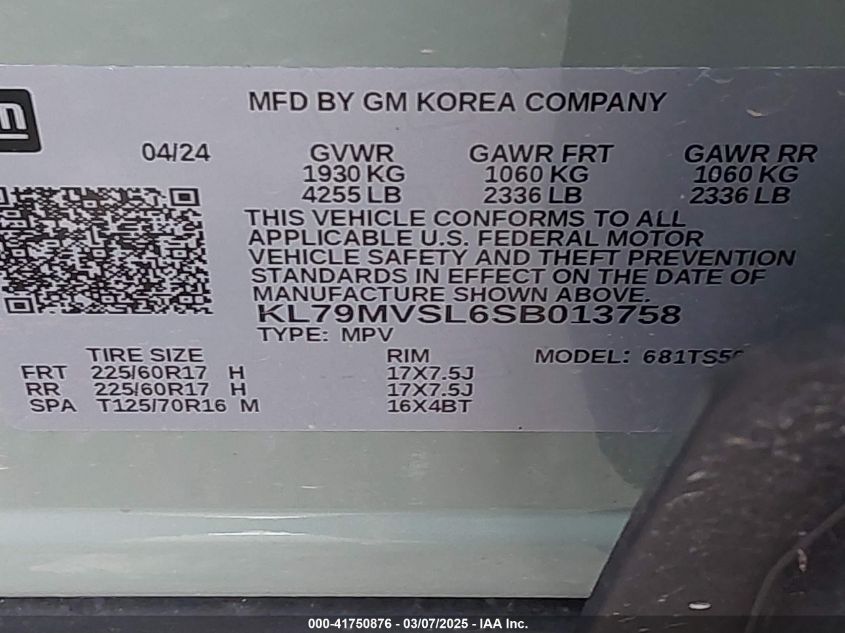 MFD BY GM KOREA COMPANY
04/24 GVWR GAWR FRT GAWR RR
1930 KG 1060 KG 1060 KG
4255 LB 2336 LB 2336 LB
THIS VEHICLE CONFORMS TO ALL
APPLICABLE U.S. FEDERAL MOTOR
VEHICLE SAFETY AND THEFT PREVENTION
STANDARDS IN EFFECT ON THE DATE OF
MANUFACTURE SHOWN ABOVE.
KL79MVSL6SB013758
TYPE: MPV
TIRE SIZE RIM MODEL:
FRT 225/60R17 H 17X7.5J
RR 225/60R17 H 17X7.5J
SPA T125/70R16 M 16X4BT
000-41750876 - 03/07/2025 - IAA Inc.